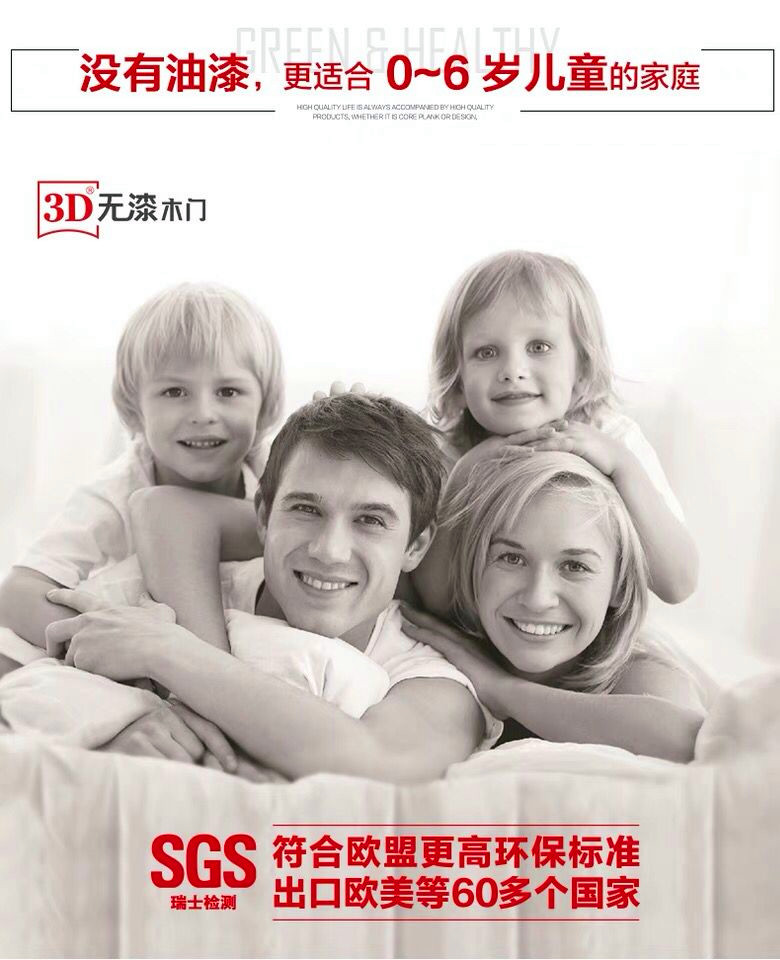 GREEN & HEALTHY
没有油漆，更适合 0~6 岁儿童的家庭
HIGH QUALITY LIFE IS ALWAYS ACCOMPANIED BY HIGH QUALITY
PRODUCTS, WHETHER IT IS CORE PLANK OR DESIGN,
3D® 无漆木门
SGS
瑞士检测
符合欧盟更高环保标准
出口欧美等60多个国家